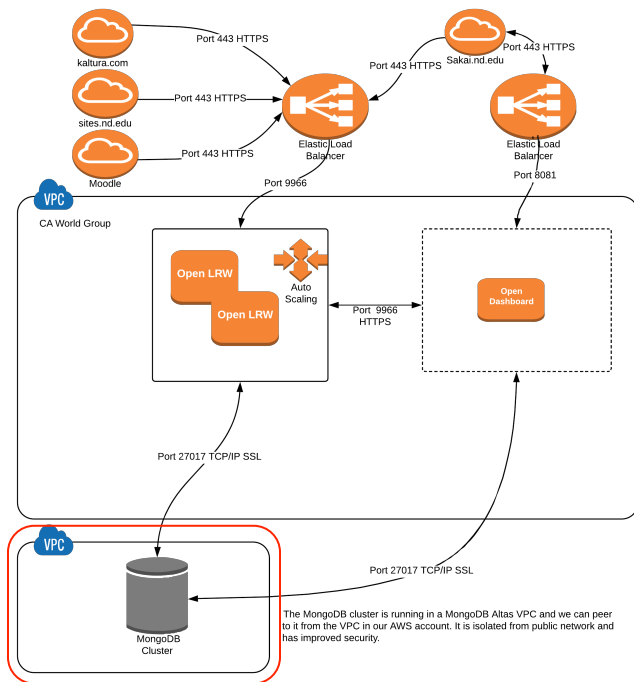 kaltura.com
Port 443 HTTPS
sites.nd.edu
Port 443 HTTPS
Moodle
Port 443 HTTPS
Elastic Load
Balancer
Port 443 HTTPS
Sakai.nd.edu
Port 443 HTTPS
Elastic Load
Balancer
Port 9966
Port 8081
VPC
CA World Group
Open LRW
Open LRW
Auto
Scaling
Port 9966
HTTPS
Open
Dashboard
Port 27017 TCP/IP SSL
VPC
MongoDB
Cluster
Port 27017 TCP/IP SSL
The MongoDB cluster is running in a MongoDB Altas VPC and we can peer
to it from the VPC in our AWS account. It is isolated from public network and
has improved security.